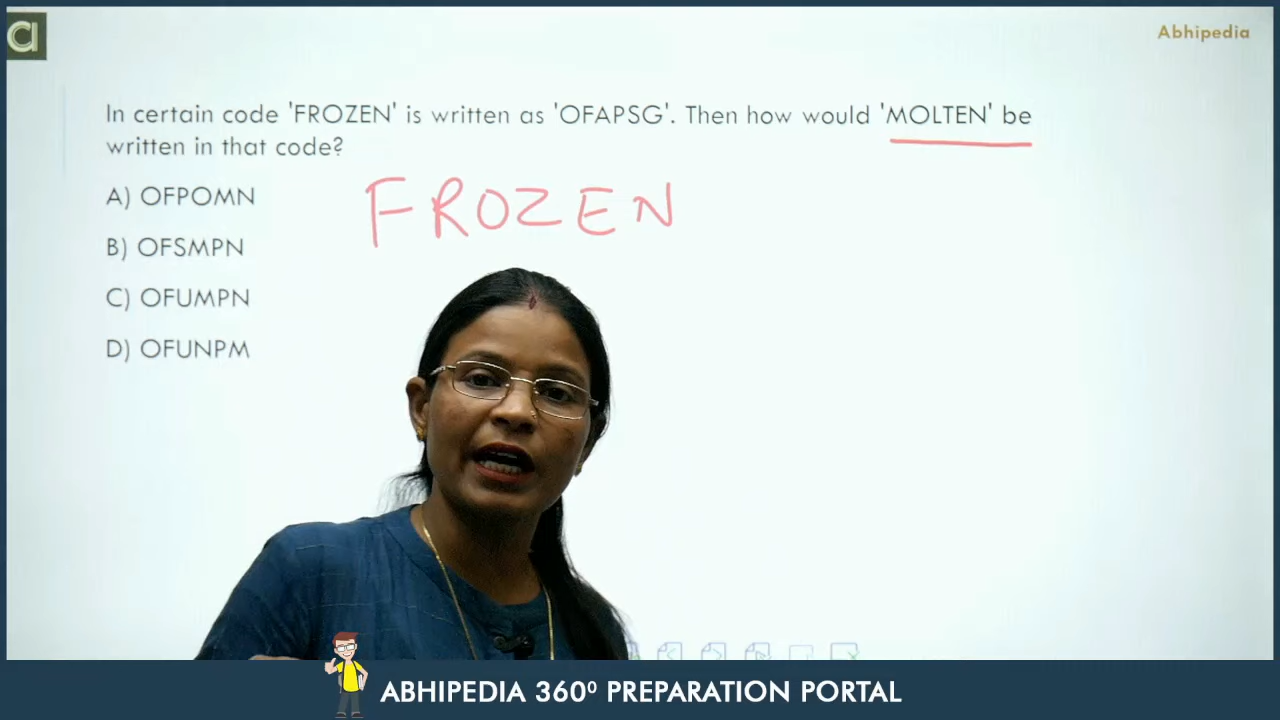 a
Abhipedia
In certain code 'FROZEN' is written as 'OFAPSG'. Then how would 'MOLTEN' be
written in that code?
A) OFPOMN
FROZEN
B) OFSMPN
C) OFUMPN
D) OFUNPM
ABHIPEDIA 360⁰ PREPARATION PORTAL